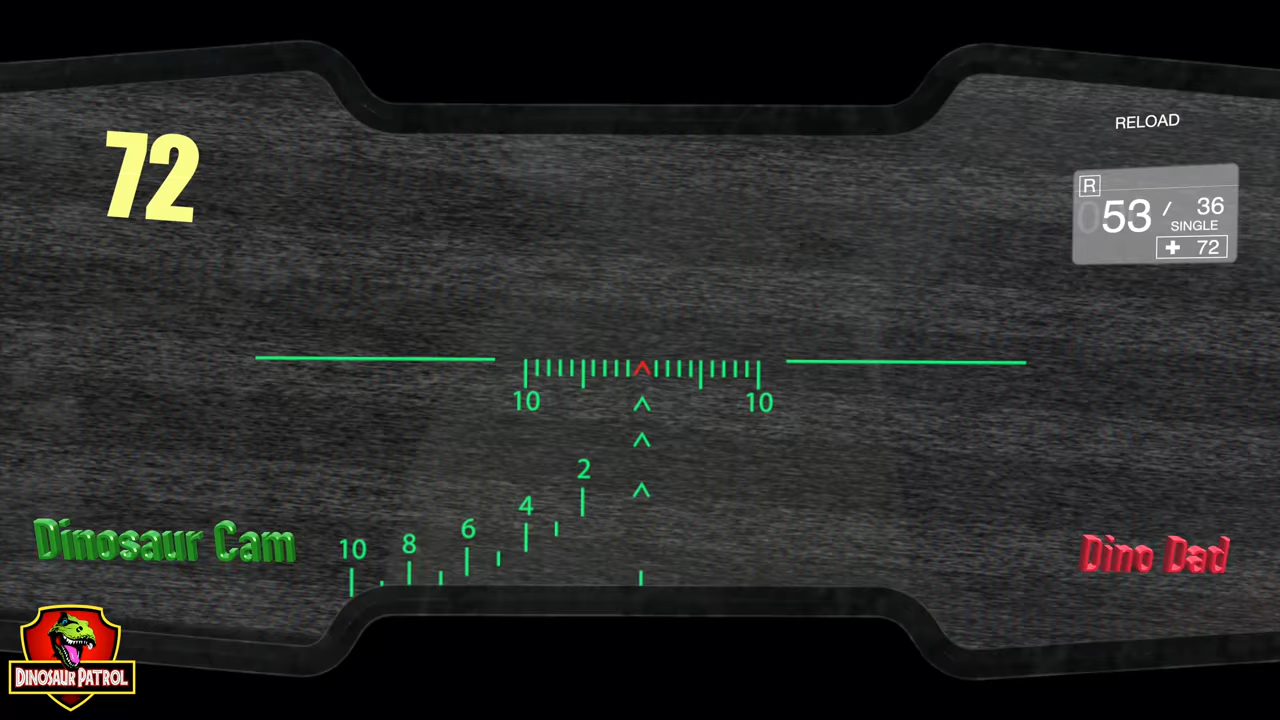 72
RELOAD
R
053 / 36
SINGLE
+ 72
10 10
2
4
6
8
10
Dinosaur Cam
Dino Dad
DINOSAUR PATROL